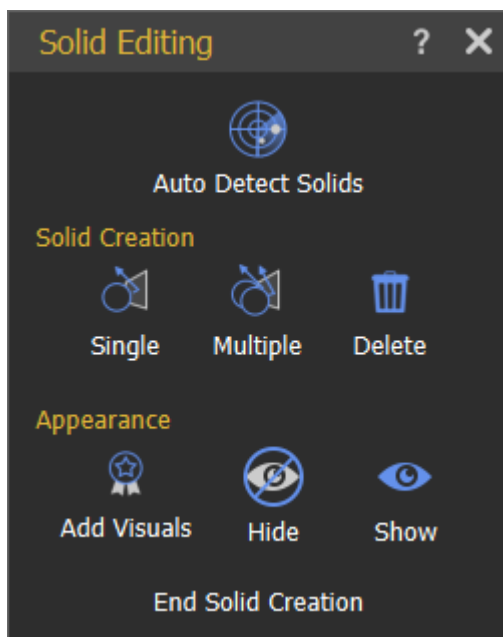 Solid Editing ?
Auto Detect Solids
Solid Creation
Single Multiple Delete
Appearance
Add Visuals Hide Show
End Solid Creation